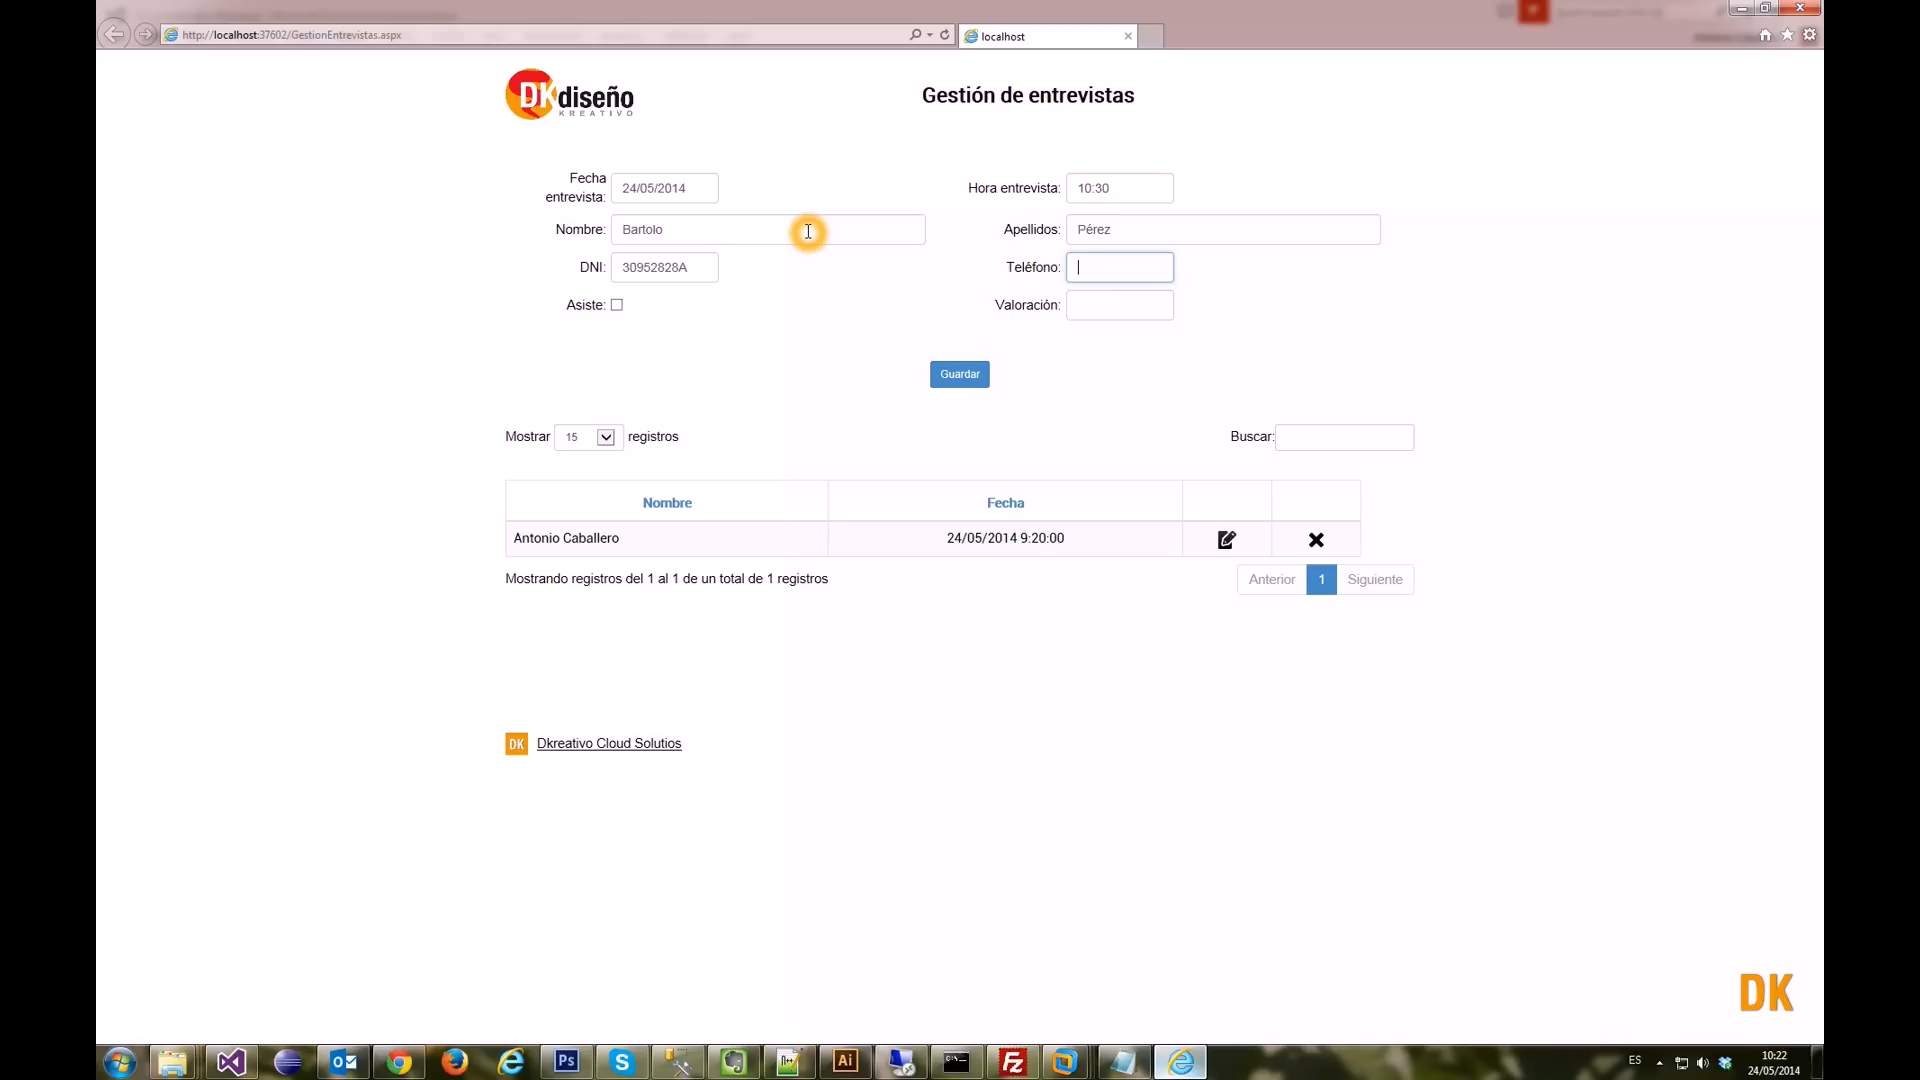 http://localhost:37602/GestionEntrevistas.aspx
localhost
DKdiseño
KREATIVO
Gestión de entrevistas
Fecha entrevista: 24/05/2014 Hora entrevista: 10:30
Nombre: Bartolo Apellidos: Pérez
DNI: 30952828A Teléfono:
Asiste: Valoración:
Guardar
Mostrar 15 registros Buscar:
Nombre Fecha
Antonio Caballero 24/05/2014 9:20:00
Mostrando registros del 1 al 1 de un total de 1 registros Anterior 1 Siguiente
DK Dkreativo Cloud Solutios
DK
Ps
Ai
ES
10:22
24/05/2014